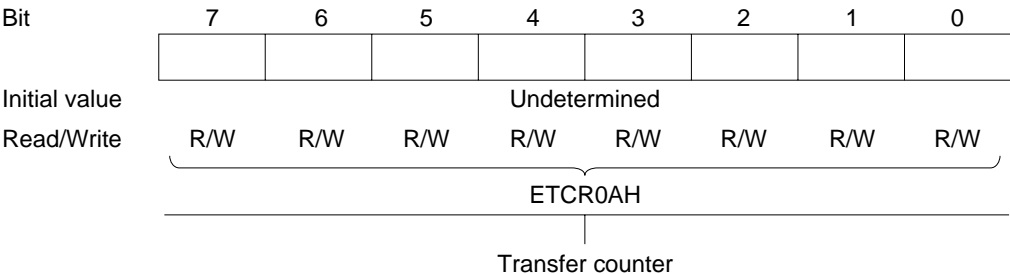 Bit 7 6 5 4 3 2 1 0
Initial value Undetermined
Read/Write R/W R/W R/W R/W R/W R/W R/W R/W
ETCR0AH
Transfer counter